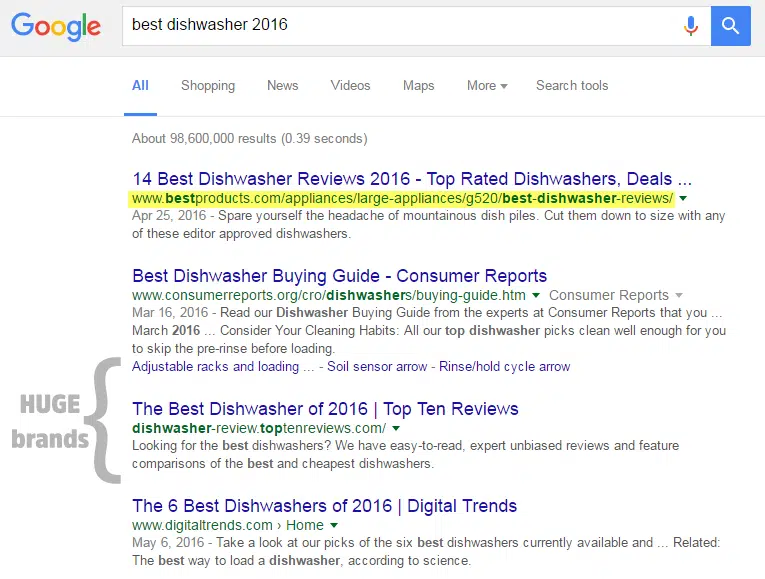 Google
best dishwasher 2016
All Shopping News Videos Maps More Search tools
About 98,600,000 results (0.39 seconds)
14 Best Dishwasher Reviews 2016 - Top Rated Dishwashers, Deals ...
www.bestproducts.com/appliances/large-appliances/g520/best-dishwasher-reviews/
Apr 25, 2016 - Spare yourself the headache of mountainous dish piles. Cut them down to size with any
of these editor approved dishwashers.
Best Dishwasher Buying Guide - Consumer Reports
www.consumerreports.org/cro/dishwashers/buying-guide.htm Consumer Reports
Mar 16, 2016 - Read our Dishwasher Buying Guide from the experts at Consumer Reports that you ...
March 2016 ... Consider Your Cleaning Habits: All our top dishwasher picks clean well enough for you
to skip the pre-rinse before loading.
Adjustable racks and loading ... - Soil sensor arrow - Rinse/hold cycle arrow
HUGE
brands
The Best Dishwasher of 2016 | Top Ten Reviews
dishwasher-review.toptenreviews.com/
Looking for the best dishwashers? We have easy-to-read, expert unbiased reviews and feature
comparisons of the best and cheapest dishwashers.
The 6 Best Dishwashers of 2016 | Digital Trends
www.digitaltrends.com › Home
May 6, 2016 - Take a look at our picks of the six best dishwashers currently available and ... Related:
The best way to load a dishwasher, according to science.